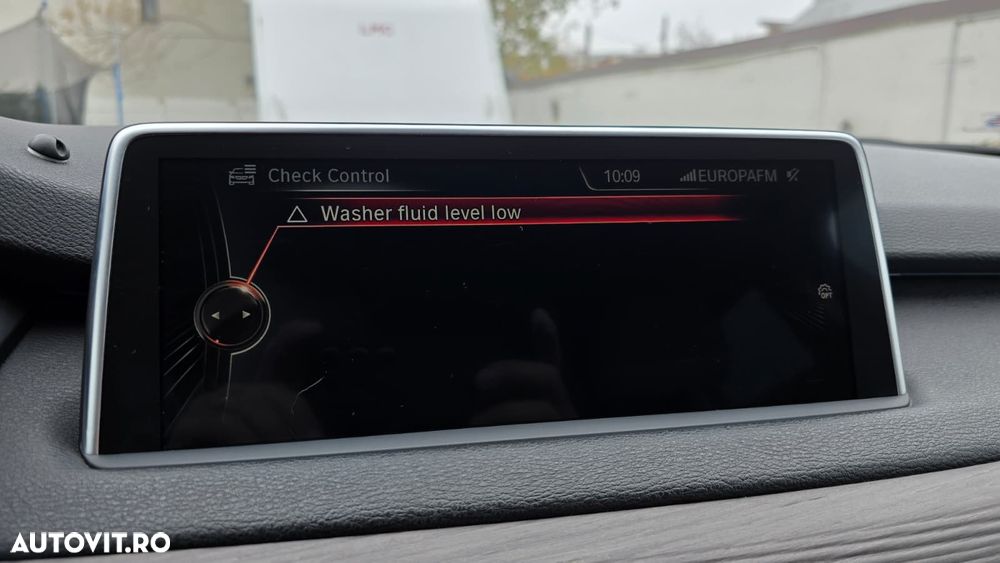 Check Control
10:09
EUROPAFM
Washer fluid level low
OPT
AUTOVIT.RO